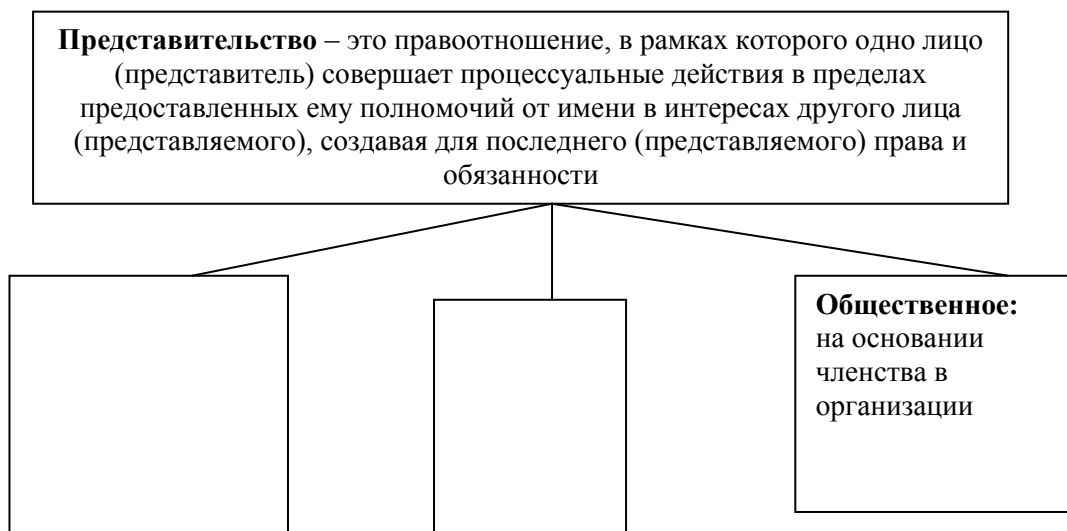 Представительство – это правоотношение, в рамках которого одно лицо
(представитель) совершает процессуальные действия в пределах
предоставленных ему полномочий от имени в интересах другого лица
(представляемого), создавая для последнего (представляемого) права и
обязанности
Общественное:
на основании
членства в
организации